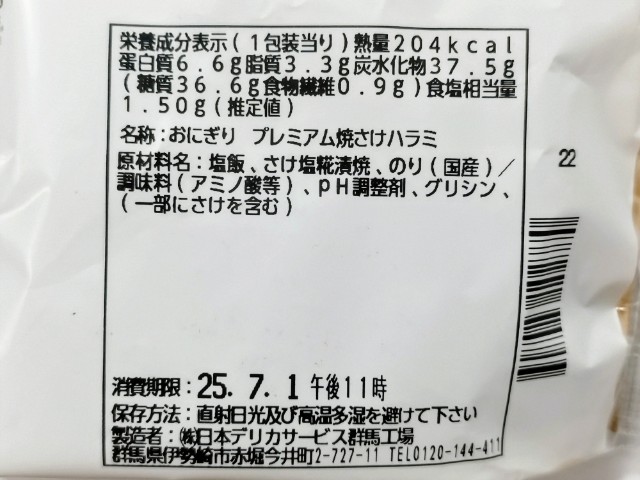 栄養成分表示(1包装当り)熱量204kcal
蛋白質6.6g脂質3.3g炭水化物37.5g
(糖質36.6g食物繊維0.9g)食塩相当量
1.50g(推定値)
名称:おにぎり プレミアム焼さけハラミ
原材料名:塩飯、さけ塩糀漬焼、のり(国産)/
調味料(アミノ酸等)、pH調整剤、グリシン、
(一部にさけを含む)
22
消費期限:25.7.1午後11時
保存方法:直射日光及び高温多湿を避けて下さい
製造者:㈱日本デリカサービス群馬工場
群馬県伊勢崎市赤堀今井町2-727-11 TEL0120-144-411